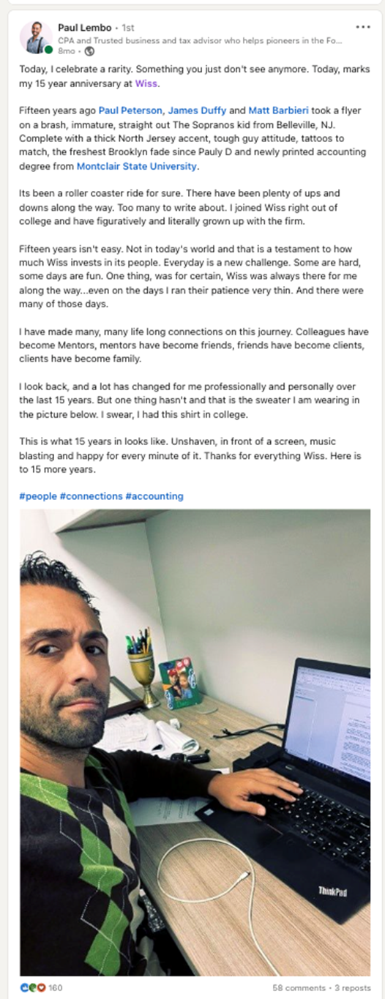 Paul Lembo · 1st
CPA and Trusted business and tax advisor who helps pioneers in the Fo...
8mo ·
Today, I celebrate a rarity. Something you just don't see anymore. Today, marks
my 15 year anniversary at Wiss.
Fifteen years ago Paul Peterson, James Duffy and Matt Barbieri took a flyer
on a brash, immature, straight out The Sopranos kid from Belleville, NJ.
Complete with a thick North Jersey accent, tough guy attitude, tattoos to
match, the freshest Brooklyn fade since Pauly D and newly printed accounting
degree from Montclair State University.
Its been a roller coaster ride for sure. There have been plenty of ups and
downs along the way. Too many to write about. I joined Wiss right out of
college and have figuratively and literally grown up with the firm.
Fifteen years isn't easy. Not in today's world and that is a testament to how
much Wiss invests in its people. Everyday is a new challenge. Some are hard,
some days are fun. One thing, was for certain, Wiss was always there for me
along the way...even on the days I ran their patience very thin. And there were
many of those days.
I have made many, many life long connections on this journey. Colleagues have
become Mentors, mentors have become friends, friends have become clients,
clients have become family.
I look back, and a lot has changed for me professionally and personally over
the last 15 years. But one thing hasn't and that is the sweater I am wearing in
the picture below. I swear, I had this shirt in college.
This is what 15 years in looks like. Unshaven, in front of a screen, music
blasting and happy for every minute of it. Thanks for everything Wiss. Here is
to 15 more years.
#people #connections #accounting
ThinkPad
160
58 comments · 3 reposts